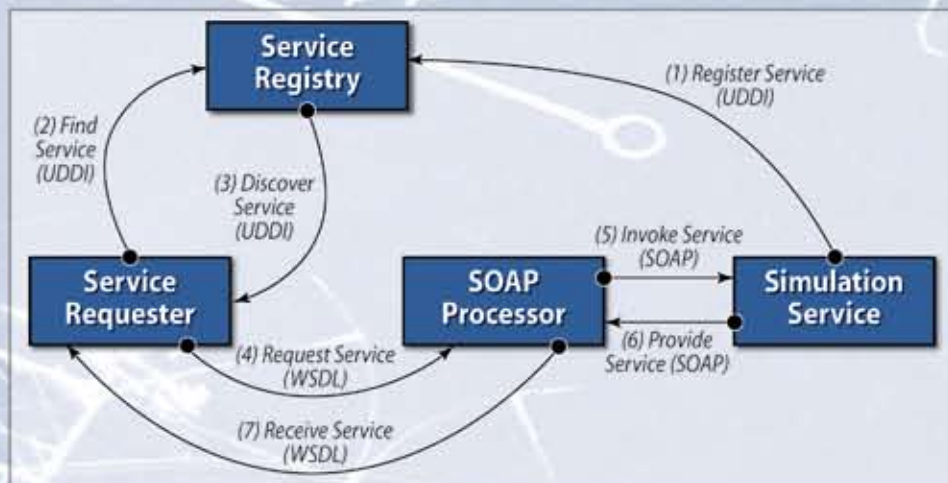 Service
Registry
(1) Register Service
(UDDI)
(2) Find
Service
(UDDI)
(3) Discover
Service
(UDDI)
Service
Requester
SOAP
Processor
(5) Invoke Service
(SOAP)
Simulation
Service
(6) Provide
Service (SOAP)
(4) Request Service
(WSDL)
(7) Receive Service
(WSDL)